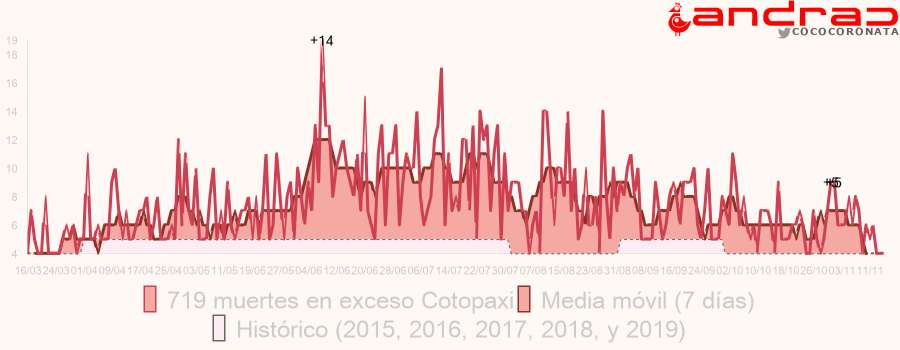 andrac
COCOCORONATA
+14
19
18
16
14
12
10
8
6
4
16/03 24/03 01/04 09/04 17/04 25/04 03/05 11/05 19/05 27/05 04/06 12/06 20/06 28/06 06/07 14/07 22/07 30/07 07/08 15/08 23/08 31/08 08/09 16/09 24/09 02/10 10/10 18/10 26/10 03/11 11/11
719 muertes en exceso Cotopaxi Media móvil (7 días)
Histórico (2015, 2016, 2017, 2018, y 2019)